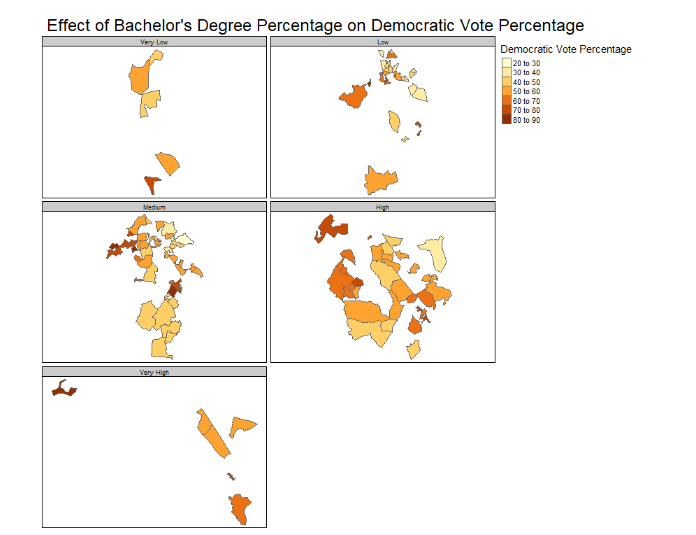 Effect of Bachelor's Degree Percentage on Democratic Vote Percentage
Very Low
Low
Democratic Vote Percentage
20 to 30
30 to 40
40 to 50
50 to 60
60 to 70
70 to 80
80 to 90
Medium
High
Very High